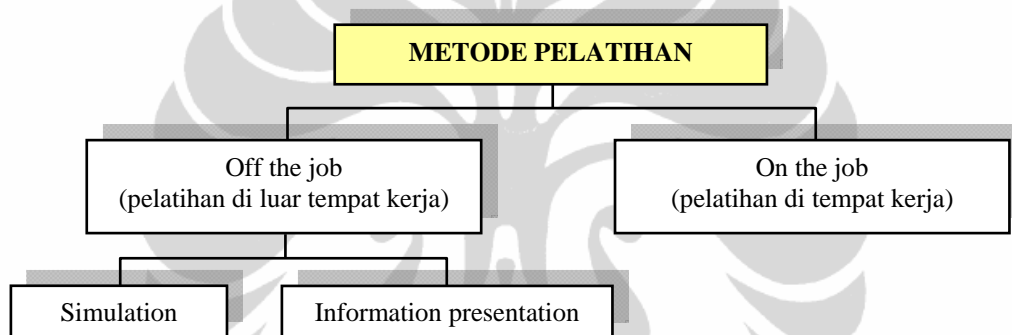 METODE PELATIHAN
Off the job
(pelatihan di luar tempat kerja)
On the job
(pelatihan di tempat kerja)
Simulation
Information presentation